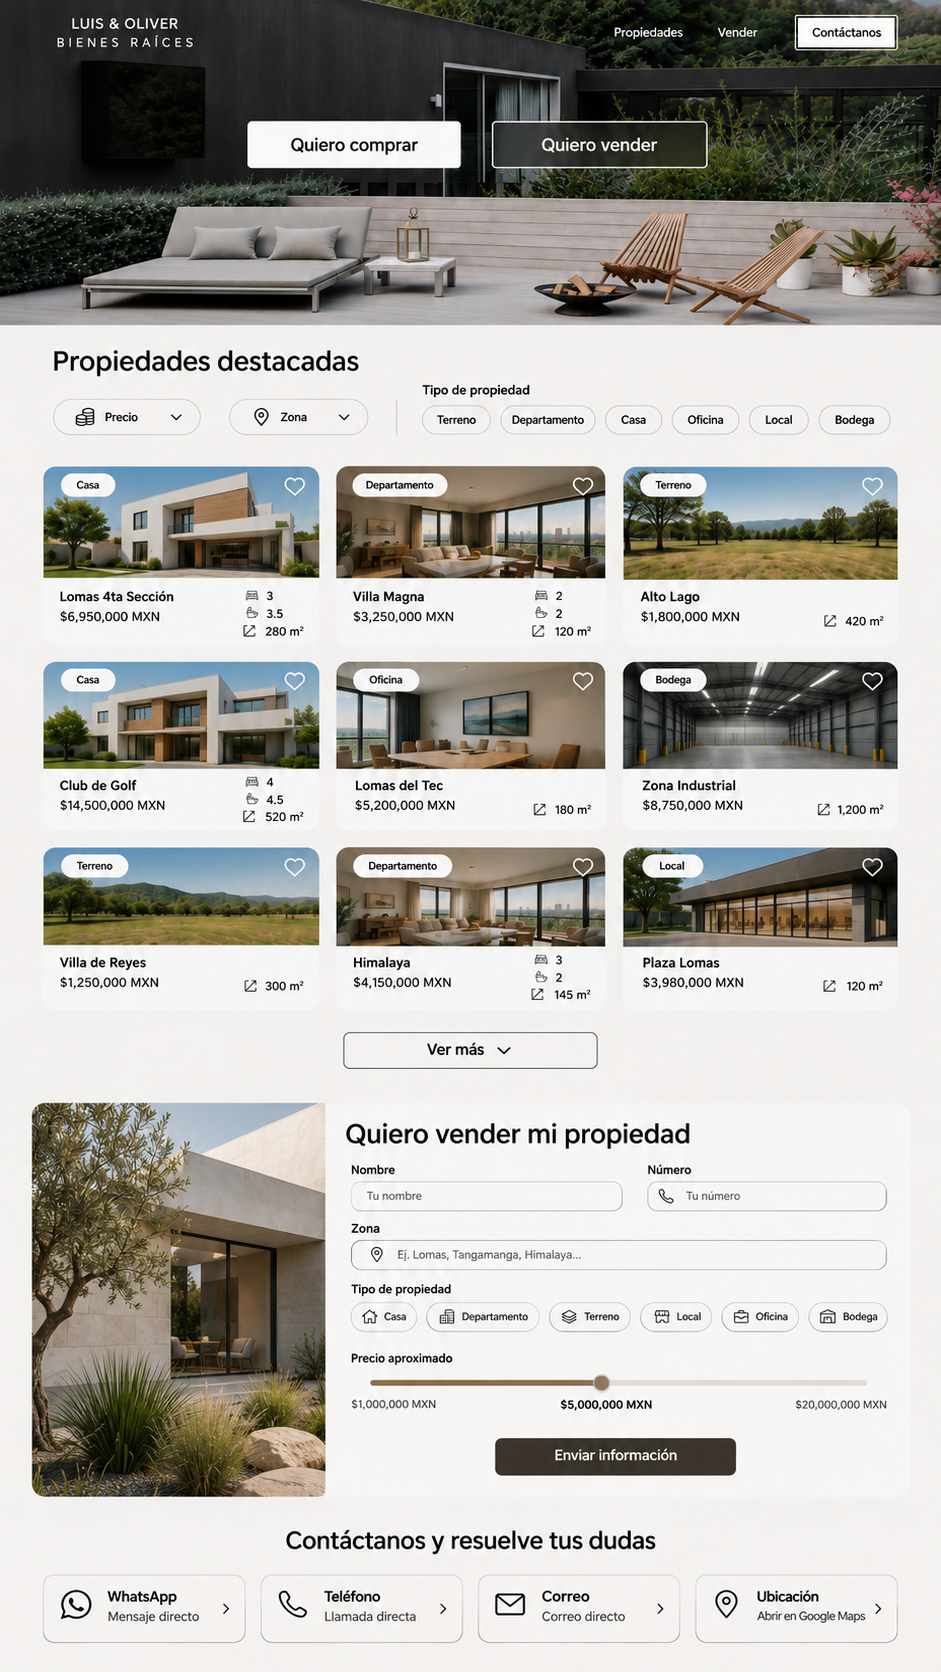 LUIS & OLIVER
BIENES RAÍCES
Propiedades
Vender
Contáctanos
Quiero comprar
Quiero vender
Propiedades destacadas
Precio
Zona
Tipo de propiedad
Terreno
Departamento
Casa
Oficina
Local
Bodega
Casa
Lomas 4ta Sección
$6,950,000 MXN
3
3.5
280 m²
Departamento
Villa Magna
$3,250,000 MXN
2
2
120 m²
Terreno
Alto Lago
$1,800,000 MXN
420 m²
Casa
Club de Golf
$14,500,000 MXN
4
4.5
520 m²
Oficina
Lomas del Tec
$5,200,000 MXN
180 m²
Bodega
Zona Industrial
$8,750,000 MXN
1,200 m²
Terreno
Villa de Reyes
$1,250,000 MXN
300 m²
Departamento
Himalaya
$4,150,000 MXN
3
2
145 m²
Local
Plaza Lomas
$3,980,000 MXN
120 m²
Ver más
Quiero vender mi propiedad
Nombre
Tu nombre
Número
Tu número
Zona
Ej. Lomas, Tangamanga, Himalaya...
Tipo de propiedad
Casa
Departamento
Terreno
Local
Oficina
Bodega
Precio aproximado
$1,000,000 MXN
$5,000,000 MXN
$20,000,000 MXN
Enviar información
Contáctanos y resuelve tus dudas
WhatsApp
Mensaje directo
Teléfono
Llamada directa
Correo
Correo directo
Ubicación
Abrir en Google Maps